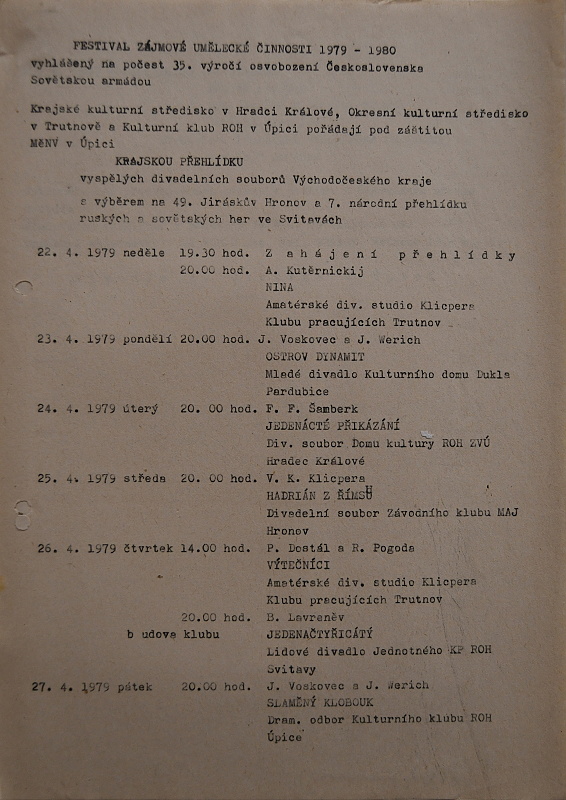 FESTIVAL ZÁJMOVÉ UMĚLECKÉ ČINNOSTI 1979 - 1980
vyhlášený na počest 35. výročí osvobození Československa
Sovětskou armádou
Krajské kulturní středisko v Hradci Králové, Okresní kulturní středisko
v Trutnově a Kulturní klub ROH v Úpici pořádají pod záštitou
MěNV v Úpici
KRAJSKOU PŘEHLÍDKU
vyspělých divadelních souborů Východočeského kraje
s výběrem na 49. Jiráskův Hronov a 7. národní přehlídku
ruských a sovětských her ve Svitavách
22. 4. 1979 neděle 19.30 hod. Z a h á j e n í p ř e h l í d k y
20.00 hod. A. Kutěrnickij
NINA
Amatérské div. studio Klicpera
Klubu pracujících Trutnov
23. 4. 1979 pondělí 20.00 hod. J. Voskovec a J. Werich
OSTROV DYNAMIT
Mladé divadlo Kulturního domu Dukla
Pardubice
24. 4. 1979 úterý 20. 00 hod. F. F. Šamberk
JEDENÁCTÉ PŘIKÁZÁNÍ
Div. soubor Domu kultury ROH ZVÚ
Hradec Králové
25. 4. 1979 středa 20. 00 hod. V. K. Klicpera
HADRIÁN Z ŘÍMSŮ
Divadelní soubor Závodního klubu MAJ
Hronov
26. 4. 1979 čtvrtek 14.00 hod. P. Dostál a R. Pogoda
VÝTEČNÍCI
Amatérské div. studio Klicpera
Klubu pracujících Trutnov
20.00 hod. B. Lavreněv
b udova klubu JEDENAČTYŘICÁTÝ
Lidové divadlo Jednotného KP ROH
Svitavy
27. 4. 1979 pátek 20.00 hod. J. Voskovec a J. Werich
SLAMĚNÝ KLOBOUK
Dram. odbor Kulturního klubu ROH
Úpice